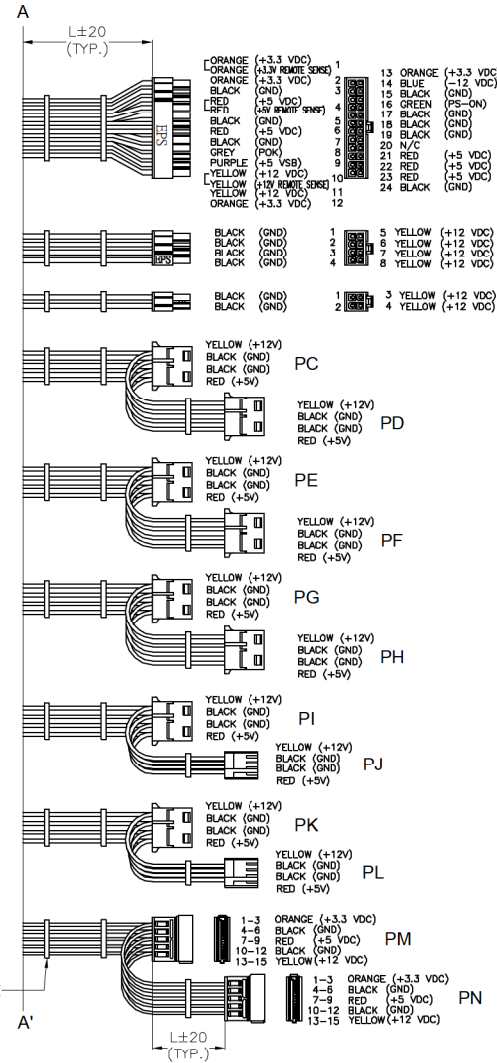 A
L±20
(TYP.)
ORANGE (+3.3 VDC) 1
ORANGE (+3.3V REMOTE SENSE)
ORANGE (+3.3 VDC) 2
BLACK (GND) 3
RED (+5 VDC) 4
RED (+5V REMOTE SENSE)
BLACK (GND) 5
RED (+5 VDC) 6
BLACK (GND) 7
GREY (POK) 8
PURPLE (+5 VSB) 9
YELLOW (+12 VDC) 10
YELLOW (+12V REMOTE SENSE)
YELLOW (+12 VDC) 11
ORANGE (+3.3 VDC) 12
EPS
13 ORANGE (+3.3 VDC)
14 BLUE (-12 VDC)
15 BLACK (GND)
16 GREEN (PS-ON)
17 BLACK (GND)
18 BLACK (GND)
19 BLACK (GND)
20 N/C
21 RED (+5 VDC)
22 RED (+5 VDC)
23 RED (+5 VDC)
24 BLACK (GND)
EPS
BLACK (GND) 1
BLACK (GND) 2
BLACK (GND) 3
BLACK (GND) 4
5 YELLOW (+12 VDC)
6 YELLOW (+12 VDC)
7 YELLOW (+12 VDC)
8 YELLOW (+12 VDC)
BLACK (GND) 1
BLACK (GND) 2
3 YELLOW (+12 VDC)
4 YELLOW (+12 VDC)
YELLOW (+12V)
BLACK (GND)
BLACK (GND)
RED (+5V)
PC
YELLOW (+12V)
BLACK (GND)
BLACK (GND)
RED (+5V)
PD
YELLOW (+12V)
BLACK (GND)
BLACK (GND)
RED (+5V)
PE
YELLOW (+12V)
BLACK (GND)
BLACK (GND)
RED (+5V)
PF
YELLOW (+12V)
BLACK (GND)
BLACK (GND)
RED (+5V)
PG
YELLOW (+12V)
BLACK (GND)
BLACK (GND)
RED (+5V)
PH
YELLOW (+12V)
BLACK (GND)
BLACK (GND)
RED (+5V)
PI
YELLOW (+12V)
BLACK (GND)
BLACK (GND)
RED (+5V)
PJ
YELLOW (+12V)
BLACK (GND)
BLACK (GND)
RED (+5V)
PK
YELLOW (+12V)
BLACK (GND)
BLACK (GND)
RED (+5V)
PL
1-3 ORANGE (+3.3 VDC)
4-6 BLACK (GND)
7-9 RED (+5 VDC)
10-12 BLACK (GND)
13-15 YELLOW (+12 VDC)
PM
1-3 ORANGE (+3.3 VDC)
4-6 BLACK (GND)
7-9 RED (+5 VDC)
10-12 BLACK (GND)
13-15 YELLOW (+12 VDC)
PN
A'
L±20
(TYP.)